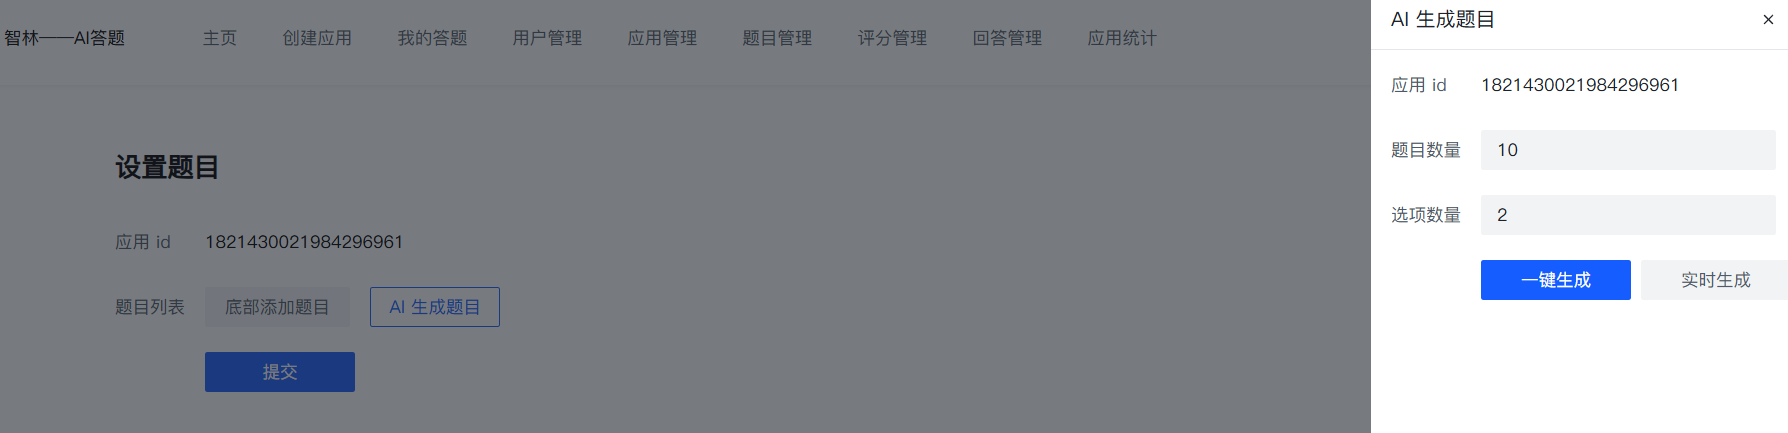 智林——AI答题 主页 创建应用 我的答题 用户管理 应用管理 题目管理 评分管理 回答管理 应用统计
设置题目
应用 id 1821430021984296961
题目列表 底部添加题目 AI 生成题目
提交
AI 生成题目 ×
应用 id 1821430021984296961
题目数量 10
选项数量 2
一键生成 实时生成